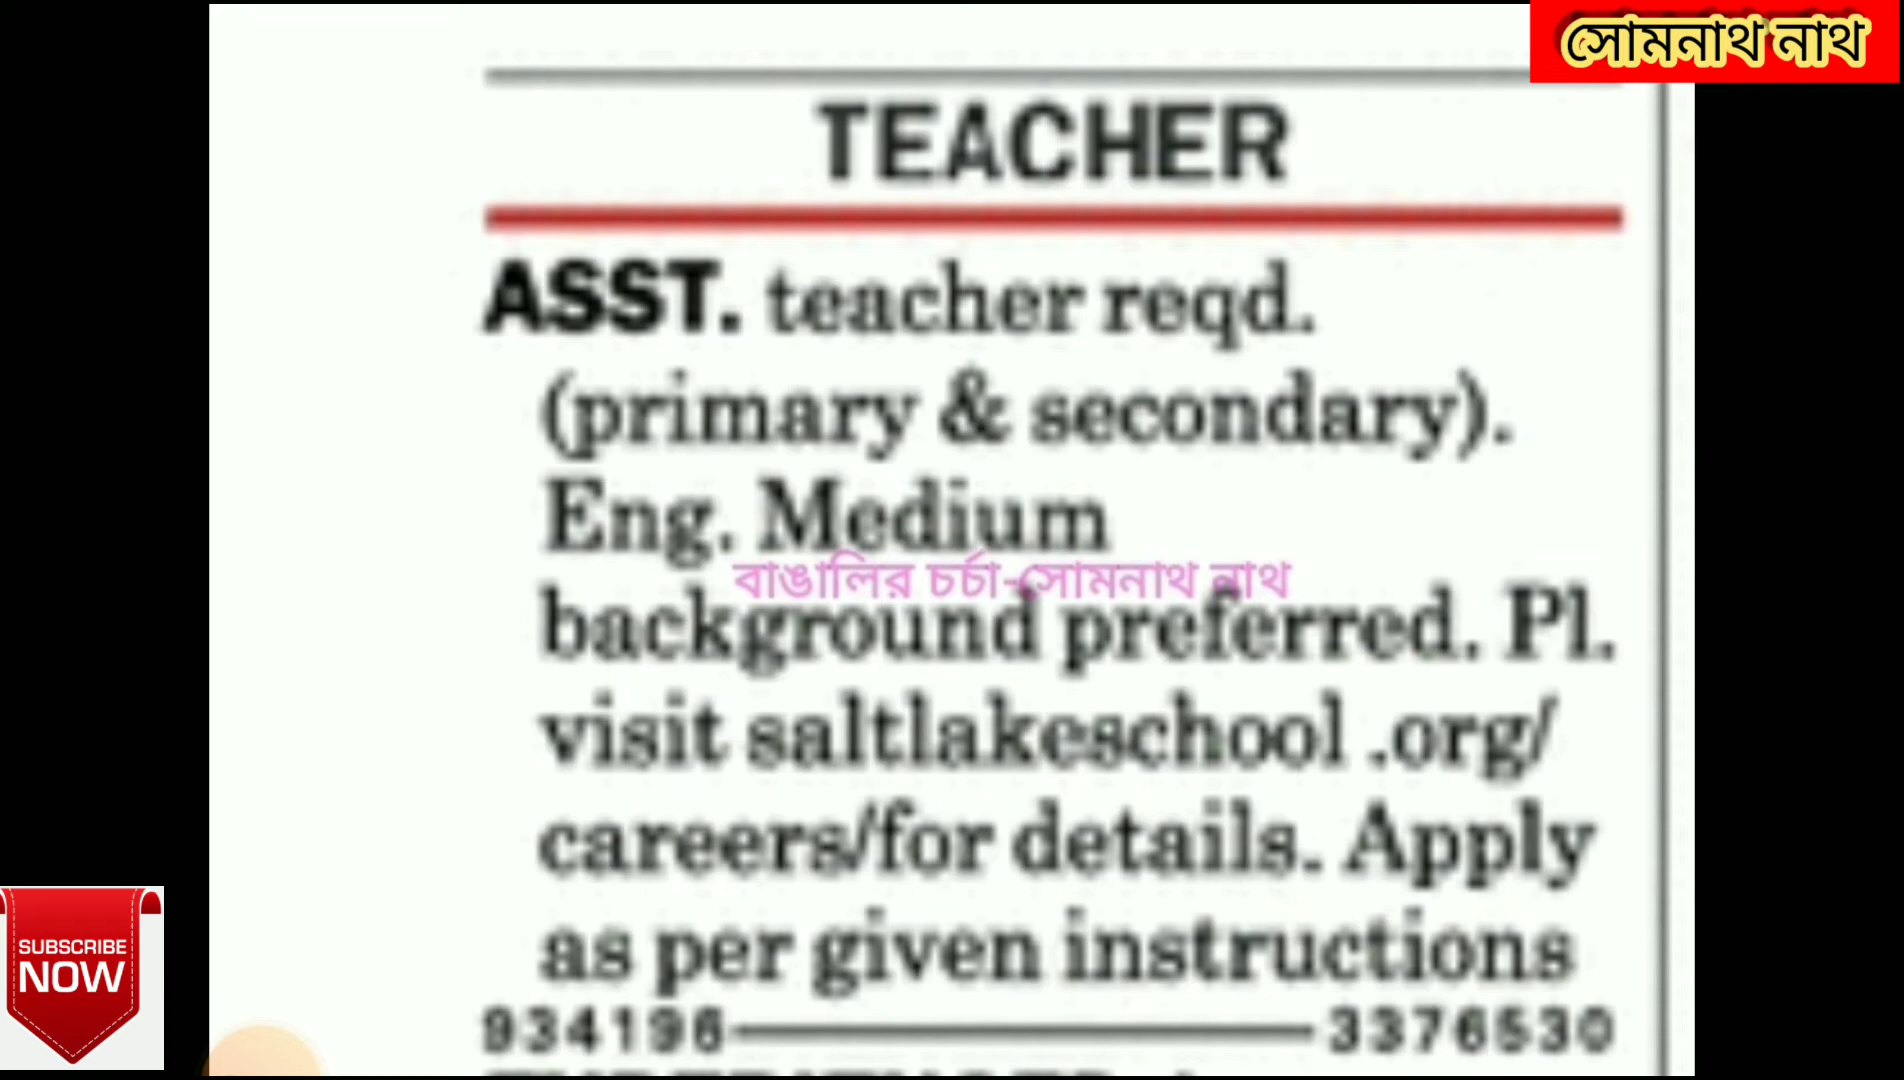 সোমনাথ নাথ
TEACHER
ASST. teacher reqd.
(primary & secondary).
Eng. Medium
বাঙালির চর্চা-সোমনাথ নাথ
background preferred. Pl.
visit saltlakeschool .org/
careers/for details. Apply
as per given instructions
934196 3376530
SUBSCRIBE
NOW